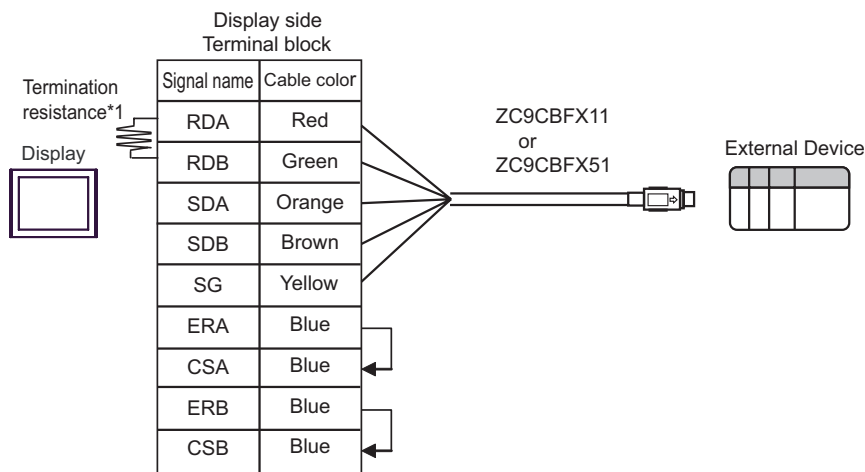 Display side
Terminal block
Signal name Cable color
Termination
resistance*1
RDA Red
ZC9CBFX11
or
ZC9CBFX51
Display
RDB Green
External Device
SDA Orange
SDB Brown
SG Yellow
ERA Blue
CSA Blue
ERB Blue
CSB Blue